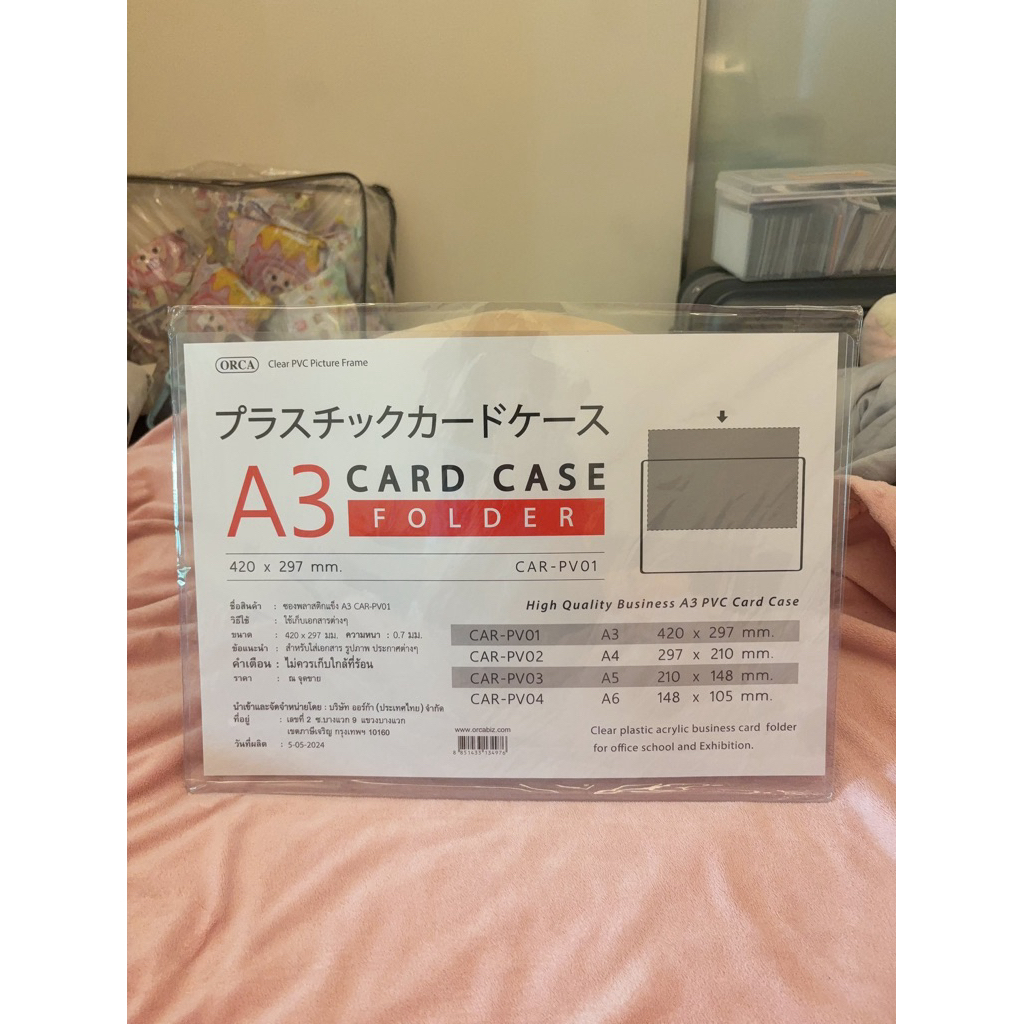 ORCA Clear PVC Picture Frame
プラスチックカードケース
A3 CARD CASE
FOLDER
420 x 297 mm. CAR-PV01
ชื่อสินค้า : ซองพลาสติกแข็ง A3 CAR-PV01
วิธีใช้ : ใช้เก็บเอกสารต่างๆ
ขนาด : 420 x 297 มม. ความหนา : 0.7 มม.
ข้อแนะนำ : สำหรับใส่เอกสาร รูปภาพ ประกาศต่างๆ
คำเตือน : ไม่ควรเก็บใกล้ที่ร้อน
ราคา : ณ จุดขาย
นำเข้าและจัดจำหน่ายโดย : บริษัท ออร์ก้า (ประเทศไทย) จำกัด
ที่อยู่ : เลขที่ 2 ซ.บางแวก 9 แขวงบางแวก
เขตภาษีเจริญ กรุงเทพฯ 10160
วันที่ผลิต : 5-05-2024
High Quality Business A3 PVC Card Case
CAR-PV01 A3 420 x 297 mm.
CAR-PV02 A4 297 x 210 mm.
CAR-PV03 A5 210 x 148 mm.
CAR-PV04 A6 148 x 105 mm.
www.orcabiz.com
Clear plastic acrylic business card folder
for office school and Exhibition.